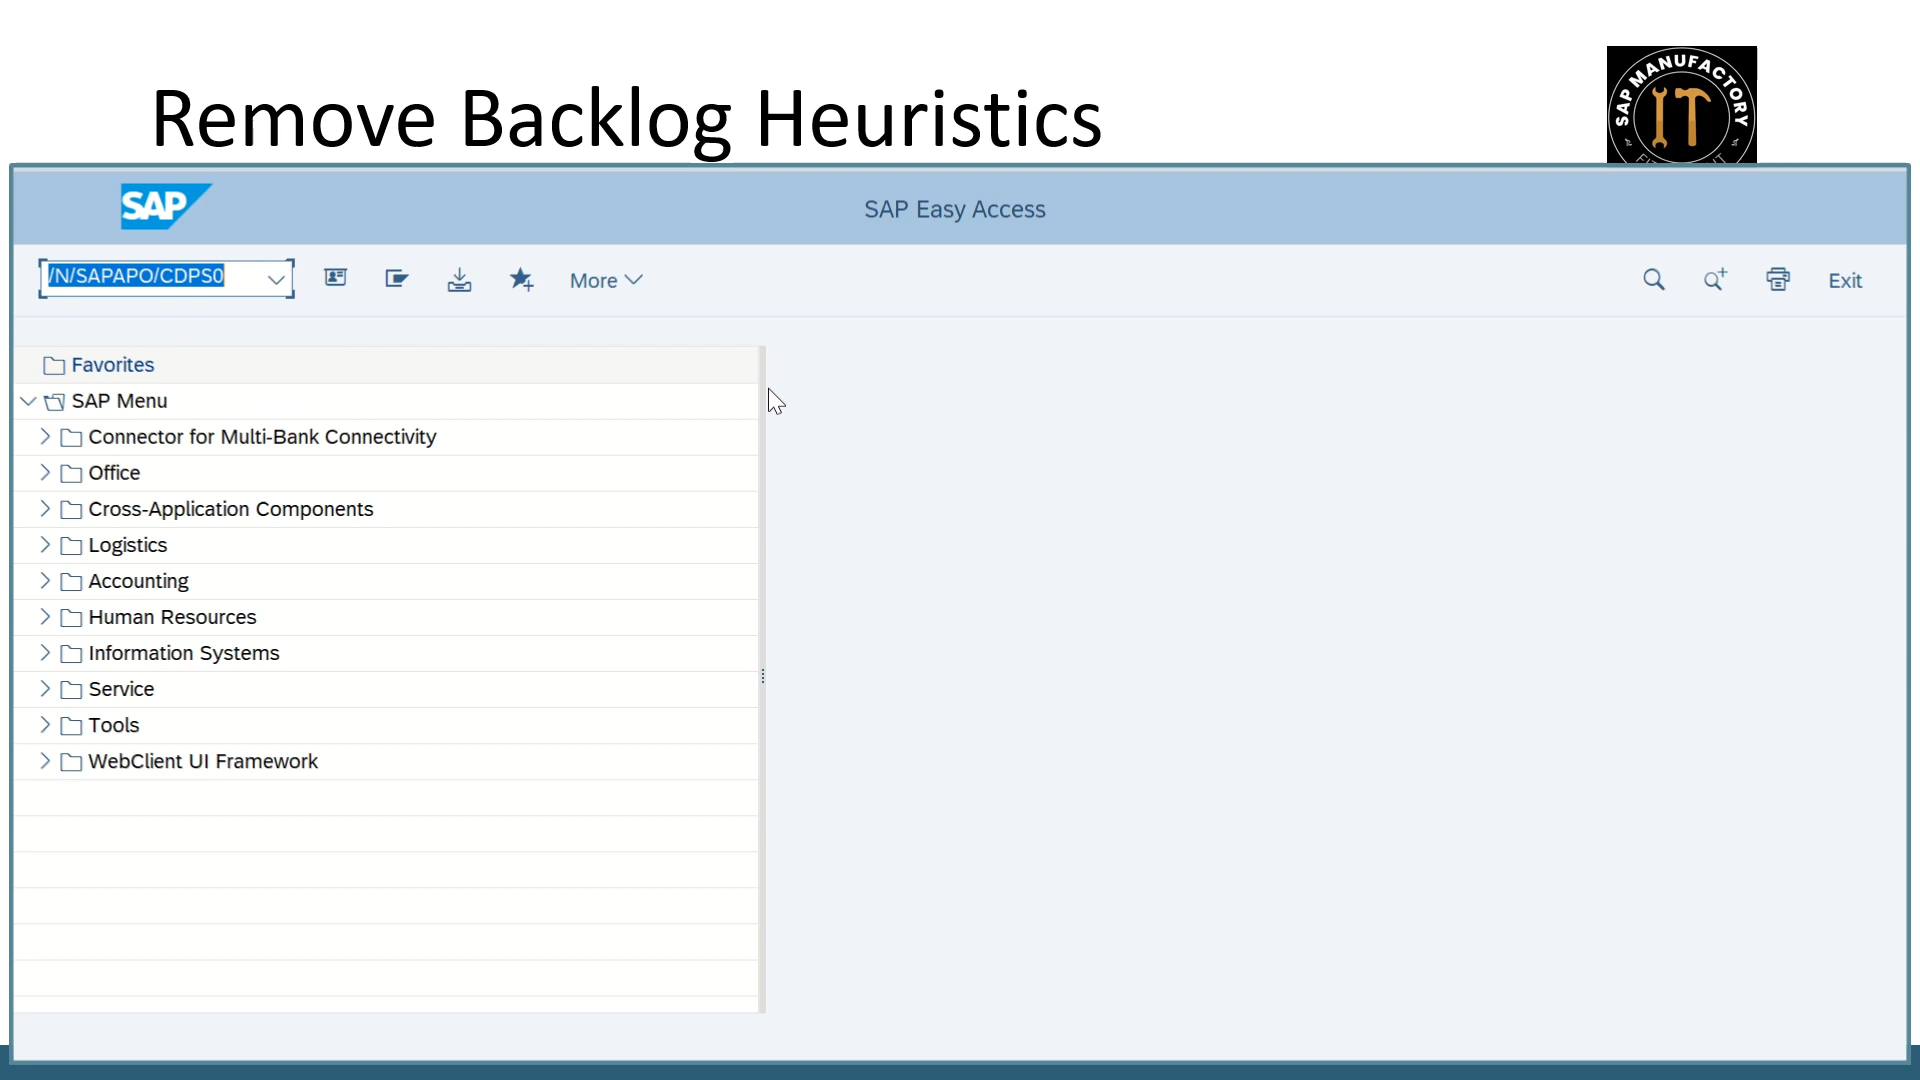 Remove Backlog Heuristics
SAP MANUFACTORY
IT
SAP
SAP Easy Access
/N/SAPAPO/CDPS0
More
Exit
Favorites
SAP Menu
Connector for Multi-Bank Connectivity
Office
Cross-Application Components
Logistics
Accounting
Human Resources
Information Systems
Service
Tools
WebClient UI Framework